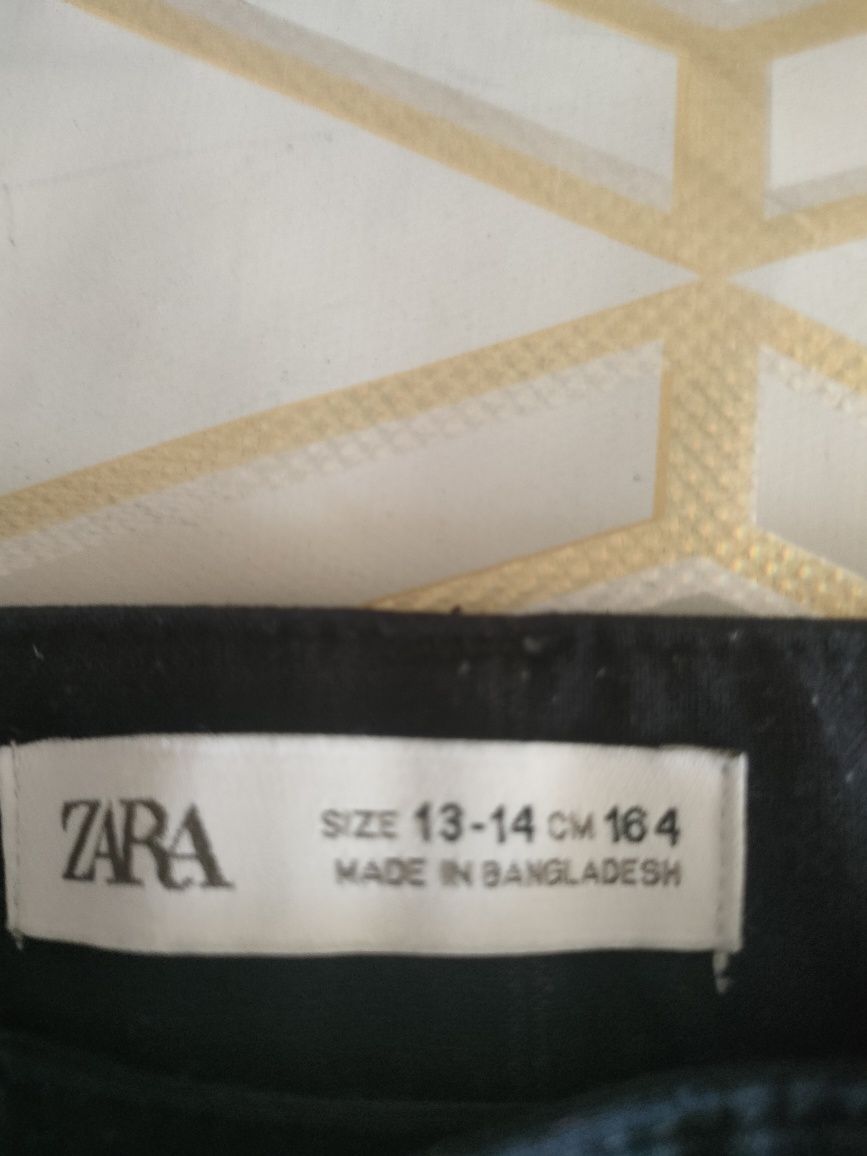 ZARA
SIZE 13-14 CM 164
MADE IN BANGLADESH